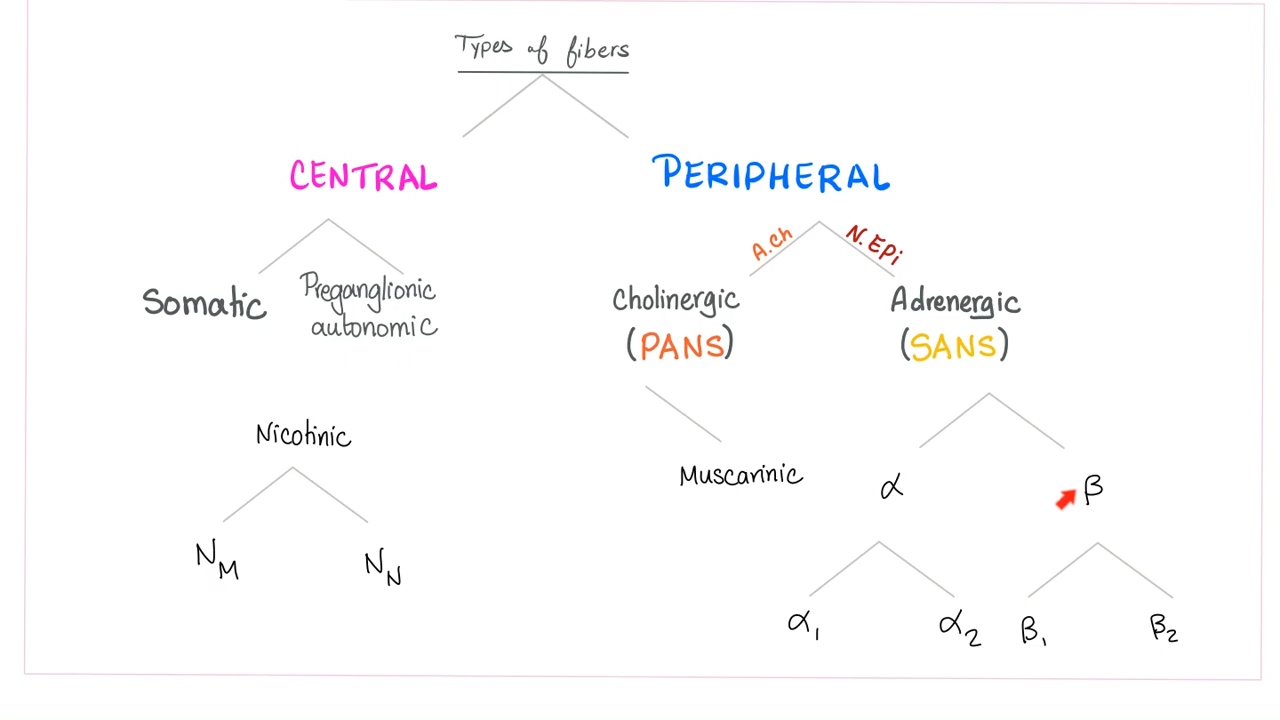 Types of fibers
CENTRAL
PERIPHERAL
A.Ch
N.EPi
Somatic
Preganglionic
autonomic
Cholinergic
(PANS)
Adrenergic
(SANS)
Nicotinic
Muscarinic
α
β
NM
NN
α1
α2
β1
β2